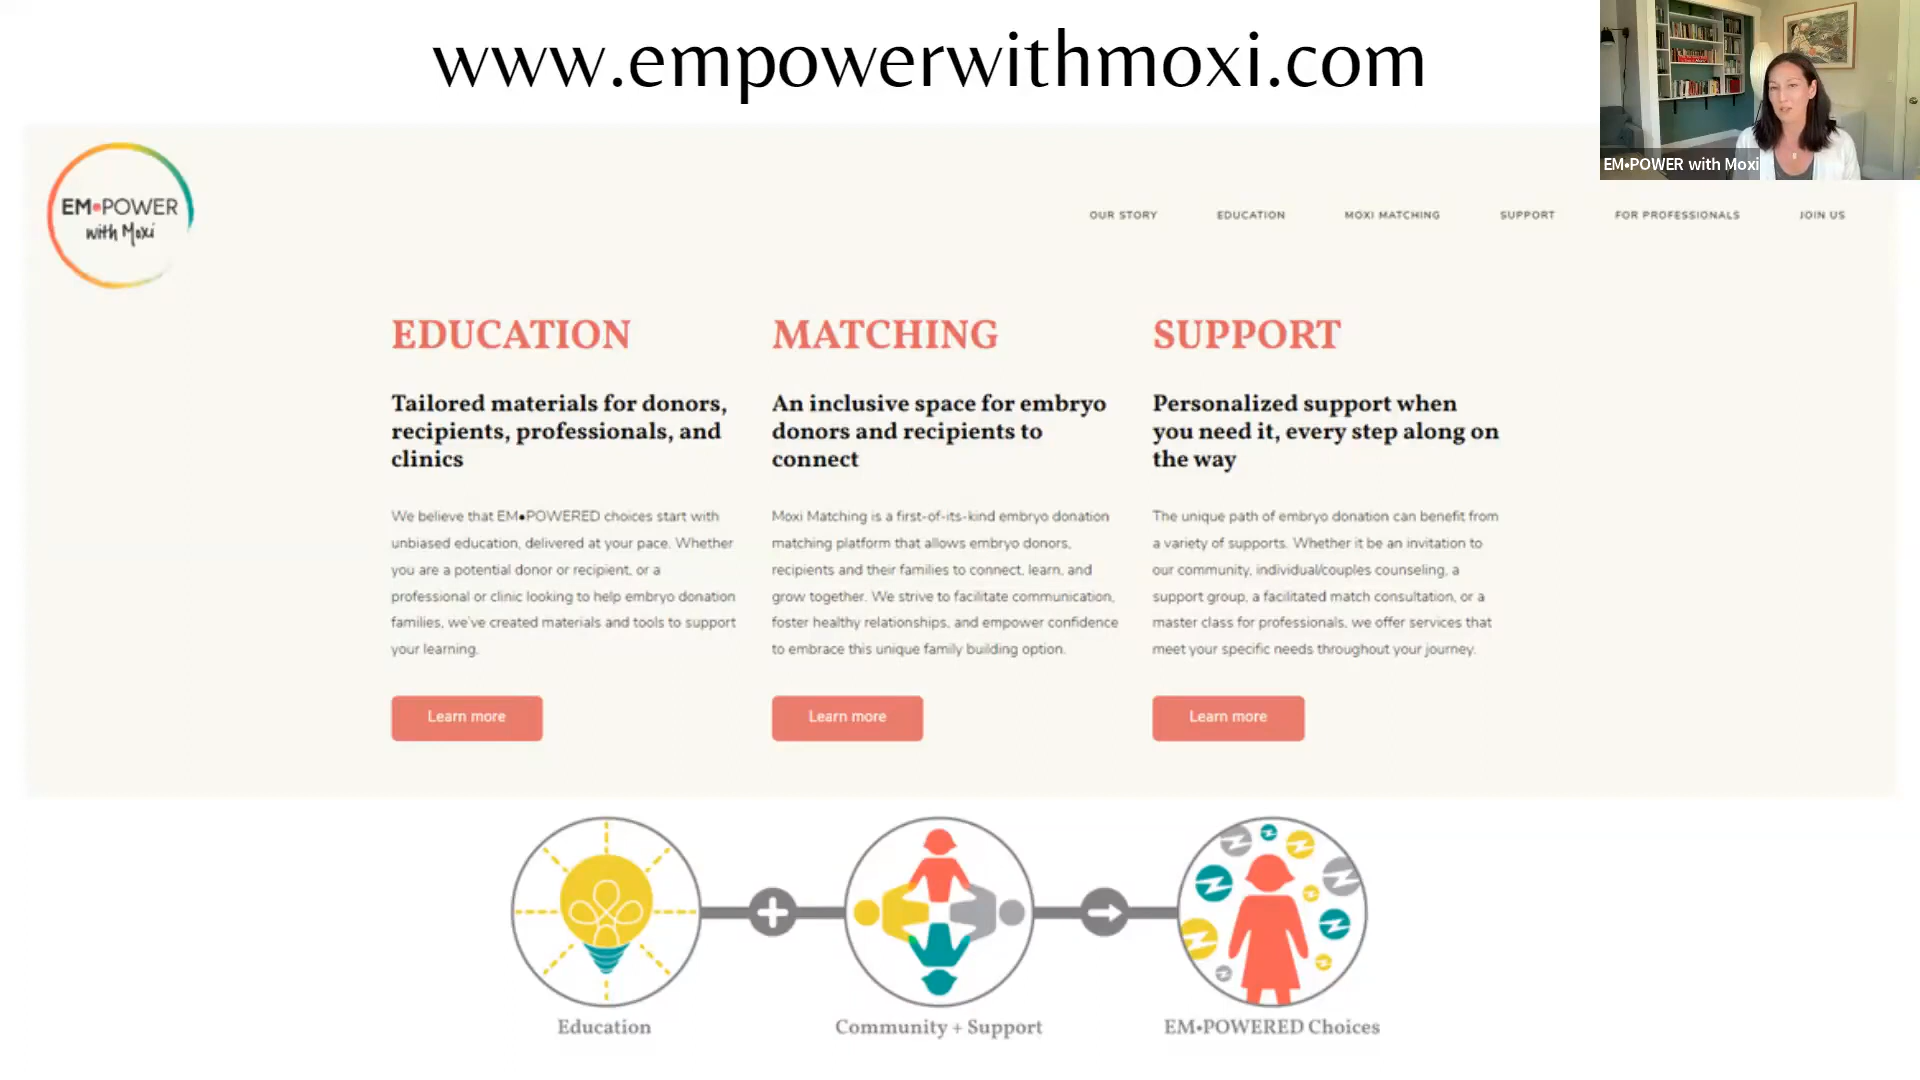 www.empowerwithmoxi.com
EM•POWER with Moxi
EM•POWER
with Moxi
OUR STORY
EDUCATION
MOXI MATCHING
SUPPORT
FOR PROFESSIONALS
JOIN US
EDUCATION
Tailored materials for donors,
recipients, professionals, and
clinics
We believe that EM•POWERED choices start with
unbiased education, delivered at your pace. Whether
you are a potential donor or recipient, or a
professional or clinic looking to help embryo donation
families, we've created materials and tools to support
your learning.
Learn more
MATCHING
An inclusive space for embryo
donors and recipients to
connect
Moxi Matching is a first-of-its-kind embryo donation
matching platform that allows embryo donors,
recipients and their families to connect, learn, and
grow together. We strive to facilitate communication,
foster healthy relationships, and empower confidence
to embrace this unique family building option.
Learn more
SUPPORT
Personalized support when
you need it, every step along on
the way
The unique path of embryo donation can benefit from
a variety of supports. Whether it be an invitation to
our community, individual/couples counseling, a
support group, a facilitated match consultation, or a
master class for professionals, we offer services that
meet your specific needs throughout your journey.
Learn more
Education
Community + Support
EM•POWERED Choices